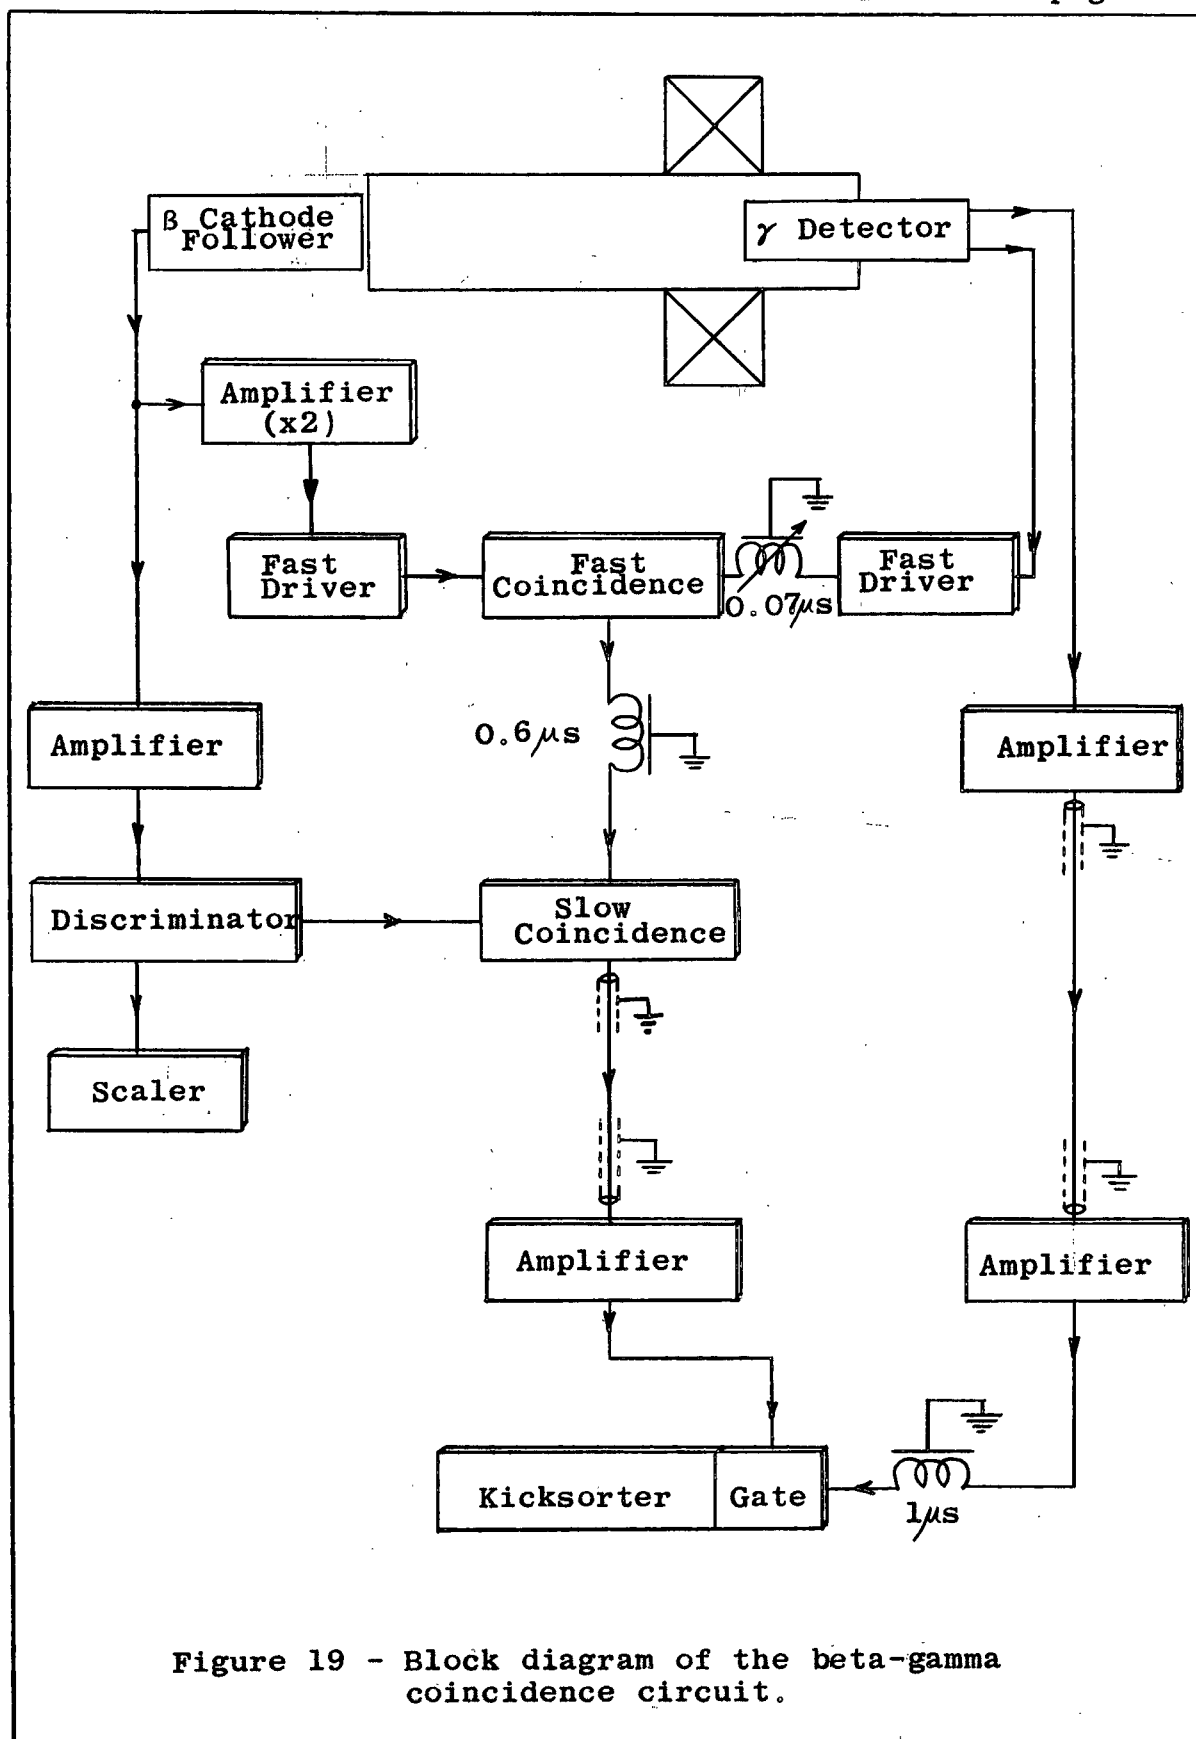 β Cathode
Follower
γ Detector
Amplifier
(x2)
Fast
Driver
Fast
Coincidence
0.07μs
Fast
Driver
Amplifier
0.6μs
Amplifier
Discriminator
Slow
Coincidence
Scaler
Amplifier
Amplifier
Kicksorter
Gate
1μs
Figure 19 - Block diagram of the beta-gamma
coincidence circuit.